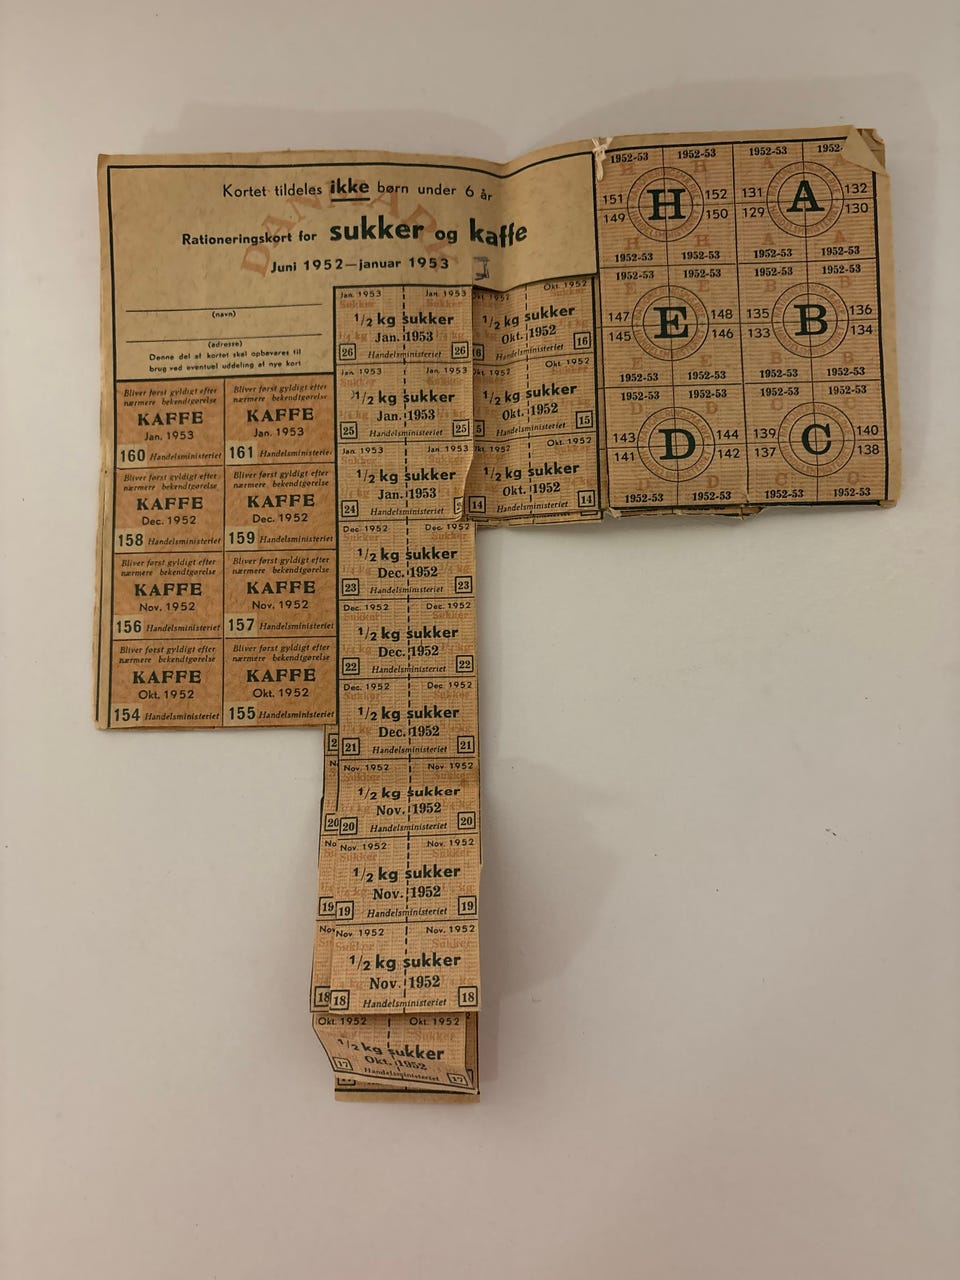 Kortet tildeles ikke børn under 6 år
DANMARK
Rationeringskort for sukker og kaffe
Juni 1952—januar 1953
(navn)
(adresse)
Denne del af kortet skal opbevares til
brug ved eventuel uddeling af nye kort
Bliver først gyldigt efter
nærmere bekendtgørelse
KAFFE
Jan. 1953
160 Handelsministeriet
Bliver først gyldigt efter
nærmere bekendtgørelse
KAFFE
Jan. 1953
161 Handelsministeriet
Bliver først gyldigt efter
nærmere bekendtgørelse
KAFFE
Dec. 1952
158 Handelsministeriet
Bliver først gyldigt efter
nærmere bekendtgørelse
KAFFE
Dec. 1952
159 Handelsministeriet
Bliver først gyldigt efter
nærmere bekendtgørelse
KAFFE
Nov. 1952
156 Handelsministeriet
Bliver først gyldigt efter
nærmere bekendtgørelse
KAFFE
Nov. 1952
157 Handelsministeriet
Bliver først gyldigt efter
nærmere bekendtgørelse
KAFFE
Okt. 1952
154 Handelsministeriet
Bliver først gyldigt efter
nærmere bekendtgørelse
KAFFE
Okt. 1952
155 Handelsministeriet
Jan. 1953 Jan. 1953
1/2 kg sukker
Jan. 1953
26 Handelsministeriet 26
Jan. 1953 Jan. 1953
1/2 kg sukker
Jan. 1953
25 Handelsministeriet 25
Jan. 1953 Jan. 1953
1/2 kg sukker
Jan. 1953
24 Handelsministeriet
Dec. 1952 Dec. 1952
1/2 kg sukker
Dec. 1952
23 Handelsministeriet 23
Dec. 1952 Dec. 1952
1/2 kg sukker
Dec. 1952
22 Handelsministeriet 22
Dec. 1952 Dec. 1952
1/2 kg sukker
Dec. 1952
21 Handelsministeriet 21
Nov. 1952 Nov. 1952
1/2 kg sukker
Nov. 1952
20 20 Handelsministeriet 20
Nov. 1952 Nov. 1952
1/2 kg sukker
Nov. 1952
19 19 Handelsministeriet 19
Nov. 1952 Nov. 1952
1/2 kg sukker
Nov. 1952
18 18 Handelsministeriet 18
Okt. 1952 Okt. 1952
1/2 kg sukker
Okt. 1952
17 Handelsministeriet 17
Okt. 1952 Okt. 1952
1/2 kg sukker
Okt. 1952
Handelsministeriet 16
Okt. 1952 Okt. 1952
1/2 kg sukker
Okt. 1952
Handelsministeriet 15
Okt. 1952 Okt. 1952
1/2 kg sukker
Okt. 1952
14 Handelsministeriet 14
1952-53 1952-53 1952-53 1952-
151 H 152 131 A 132
149 150 129 130
1952-53 1952-53 1952-53 1952-53
1952-53 1952-53 1952-53 1952-53
147 E 148 135 B 136
145 146 133 134
1952-53 1952-53 1952-53 1952-53
1952-53 1952-53 1952-53 1952-53
143 D 144 139 C 140
141 142 137 138
1952-53 1952-53 1952-53 1952-53